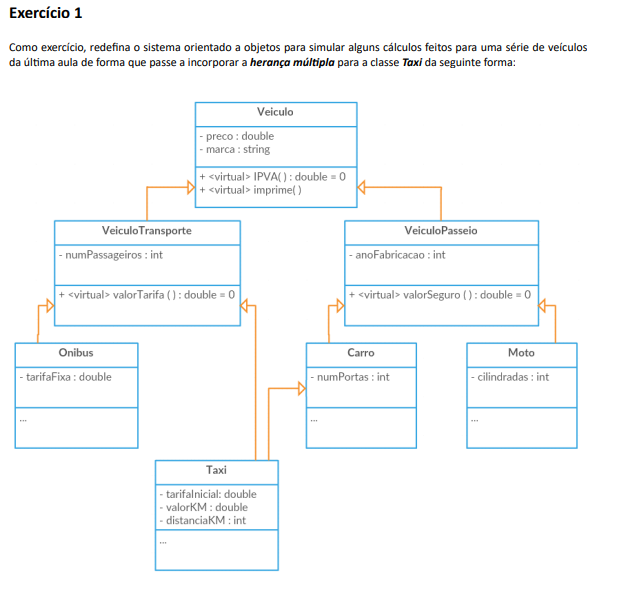 Exercício 1
Como exercício, redefina o sistema orientado a objetos para simular alguns cálculos feitos para uma série de veículos
da última aula de forma que passe a incorporar a herança múltipla para a classe Taxi da seguinte forma:
Veiculo
- preco : double
- marca : string
+ <virtual> IPVA( ) : double = 0
+ <virtual> imprime( )
VeiculoTransporte
- numPassageiros : int
+ <virtual> valorTarifa ( ) : double = 0
VeiculoPasseio
- anoFabricacao : int
+ <virtual> valorSeguro ( ) : double = 0
Onibus
- tarifaFixa : double
...
Carro
- numPortas : int
...
Moto
- cilindradas : int
...
Taxi
- tarifaInicial: double
- valorKM : double
- distanciaKM : int
...